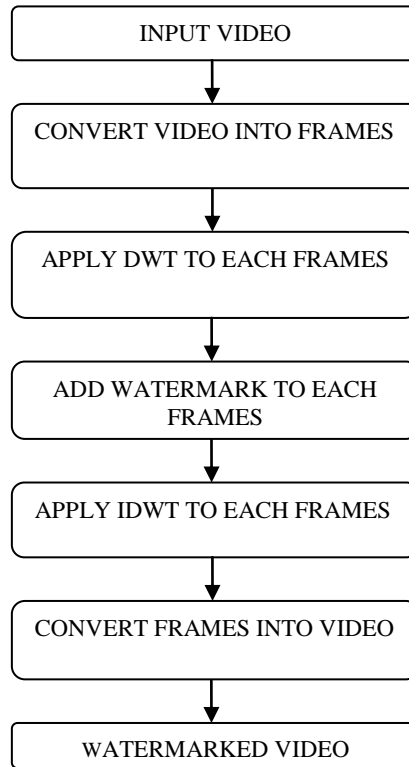 INPUT VIDEO
CONVERT VIDEO INTO FRAMES
APPLY DWT TO EACH FRAMES
ADD WATERMARK TO EACH
FRAMES
APPLY IDWT TO EACH FRAMES
CONVERT FRAMES INTO VIDEO
WATERMARKED VIDEO